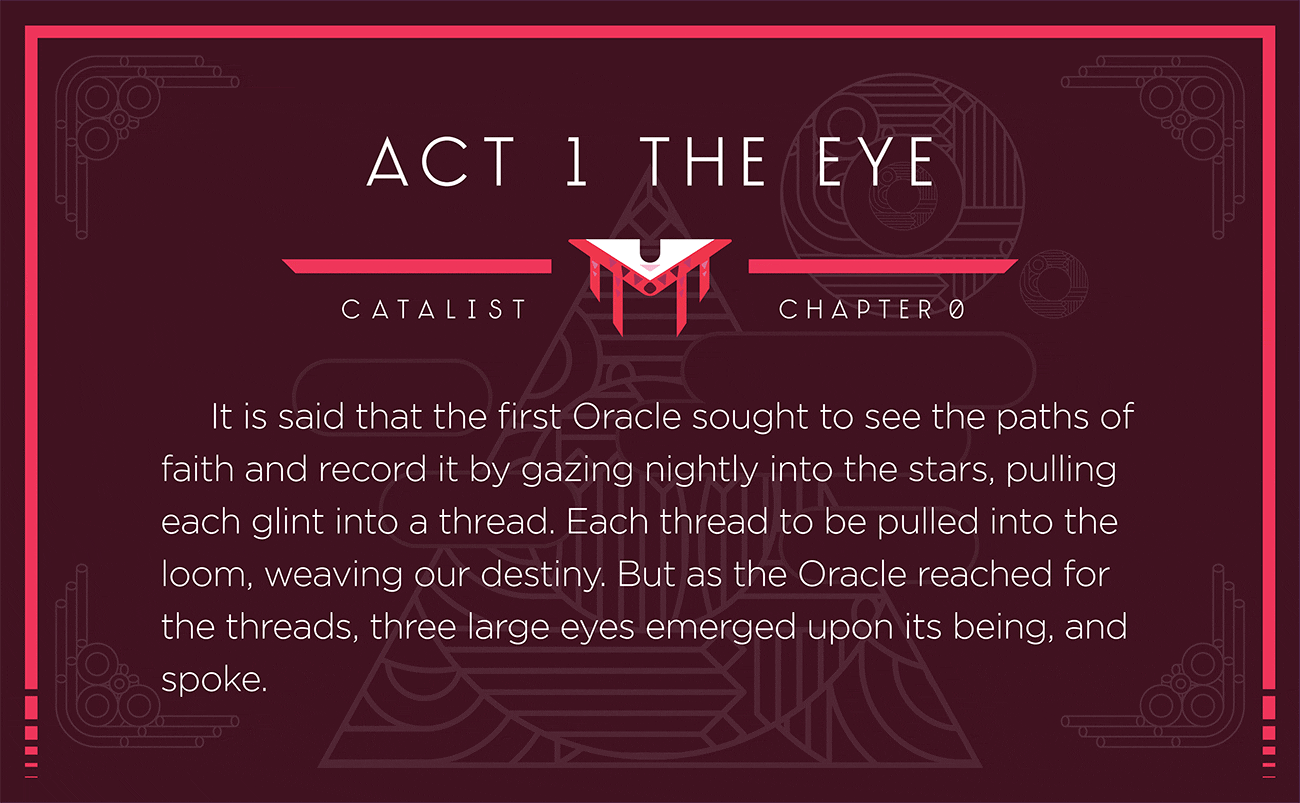 ACT 1 THE EYE
CATALIST
CHAPTER 0
It is said that the first Oracle sought to see the paths of
faith and record it by gazing nightly into the stars, pulling
each glint into a thread. Each thread to be pulled into the
loom, weaving our destiny. But as the Oracle reached for
the threads, three large eyes emerged upon its being, and
spoke.